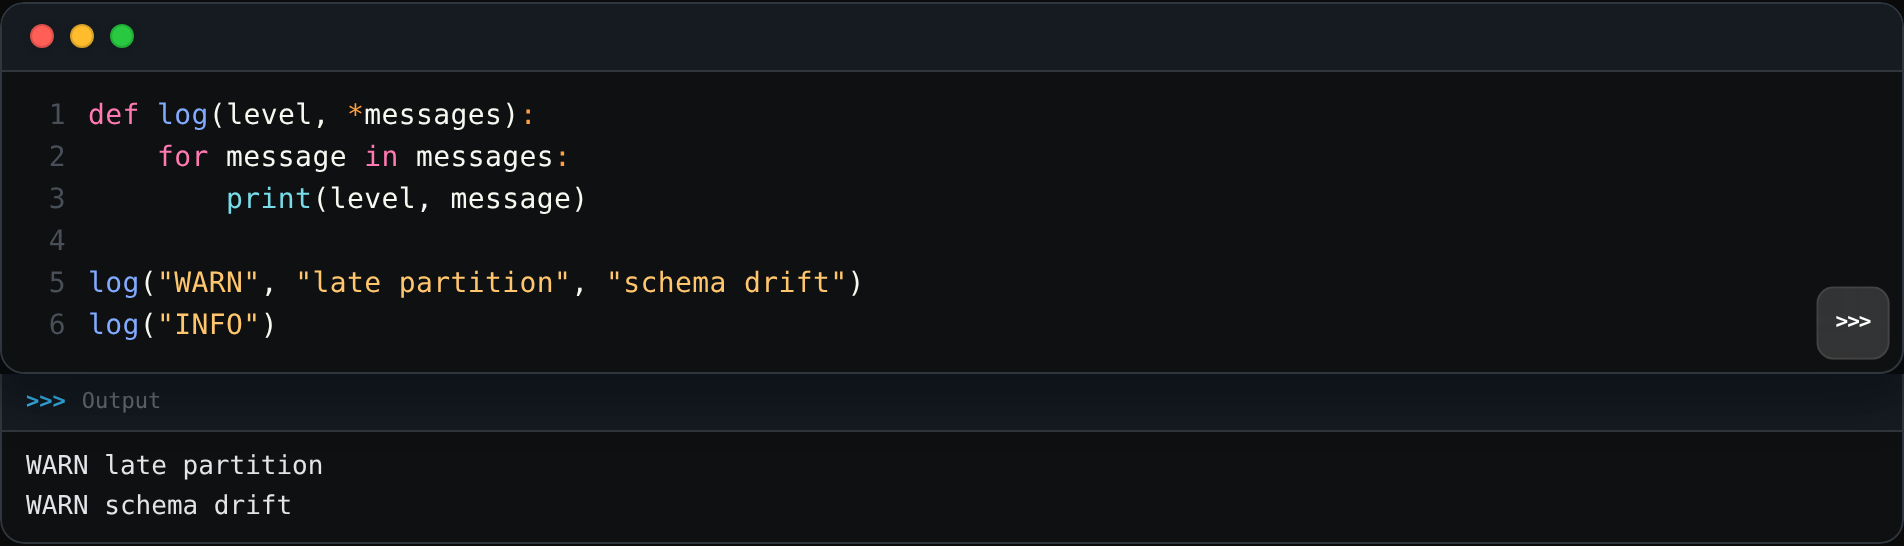 1 def log(level, *messages):
2     for message in messages:
3         print(level, message)
4
5 log("WARN", "late partition", "schema drift")
6 log("INFO")
>>>
>>> Output
WARN late partition
WARN schema drift